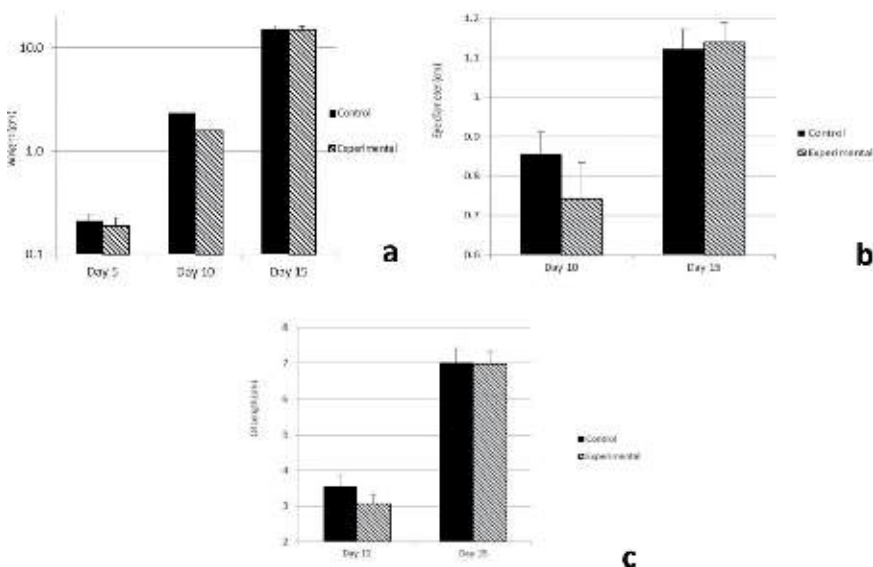 10.0
1.0
0.1
Day 5
Day 10
Day 15
Control
Experimental
a
1.2
1.1
1
0.9
0.8
0.7
0.6
Day 10
Day 15
Control
Experimental
b
8
7
6
5
4
3
2
Day 15
Control
Experimental
c